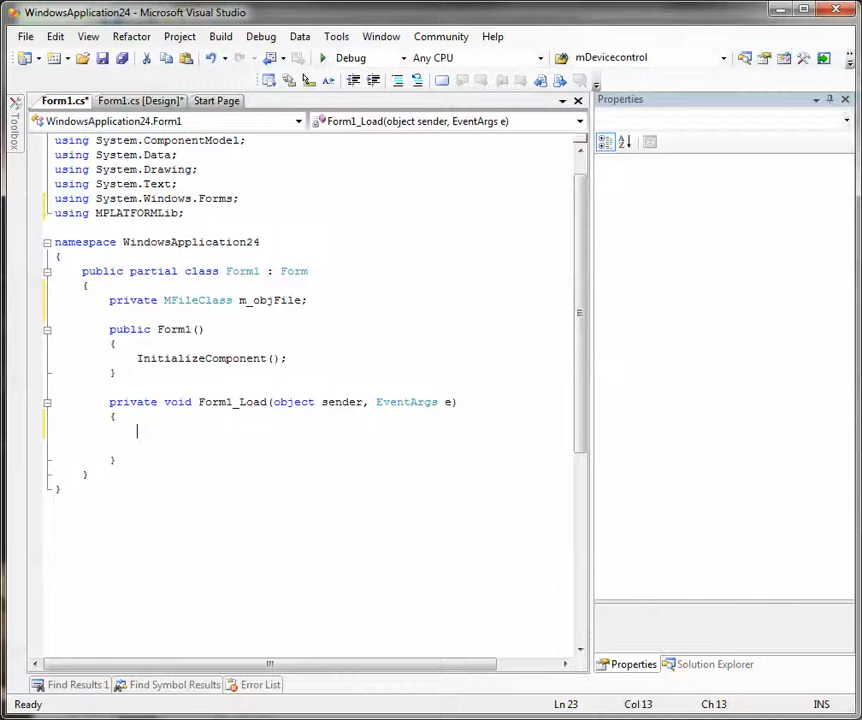 WindowsApplication24 - Microsoft Visual Studio
File Edit View Refactor Project Build Debug Data Tools Window Community Help
Debug Any CPU mDevicecontrol
Form1.cs* Form1.cs [Design]* Start Page
WindowsApplication24.Form1 Form1_Load(object sender, EventArgs e)
Toolbox
using System.ComponentModel;
using System.Data;
using System.Drawing;
using System.Text;
using System.Windows.Forms;
using MPLATFORMLib;
namespace WindowsApplication24
{
public partial class Form1 : Form
{
private MFileClass m_objFile;
public Form1()
{
InitializeComponent();
}
private void Form1_Load(object sender, EventArgs e)
{
}
}
}
Properties
Properties Solution Explorer
Find Results 1 Find Symbol Results Error List
Ready Ln 23 Col 13 Ch 13 INS